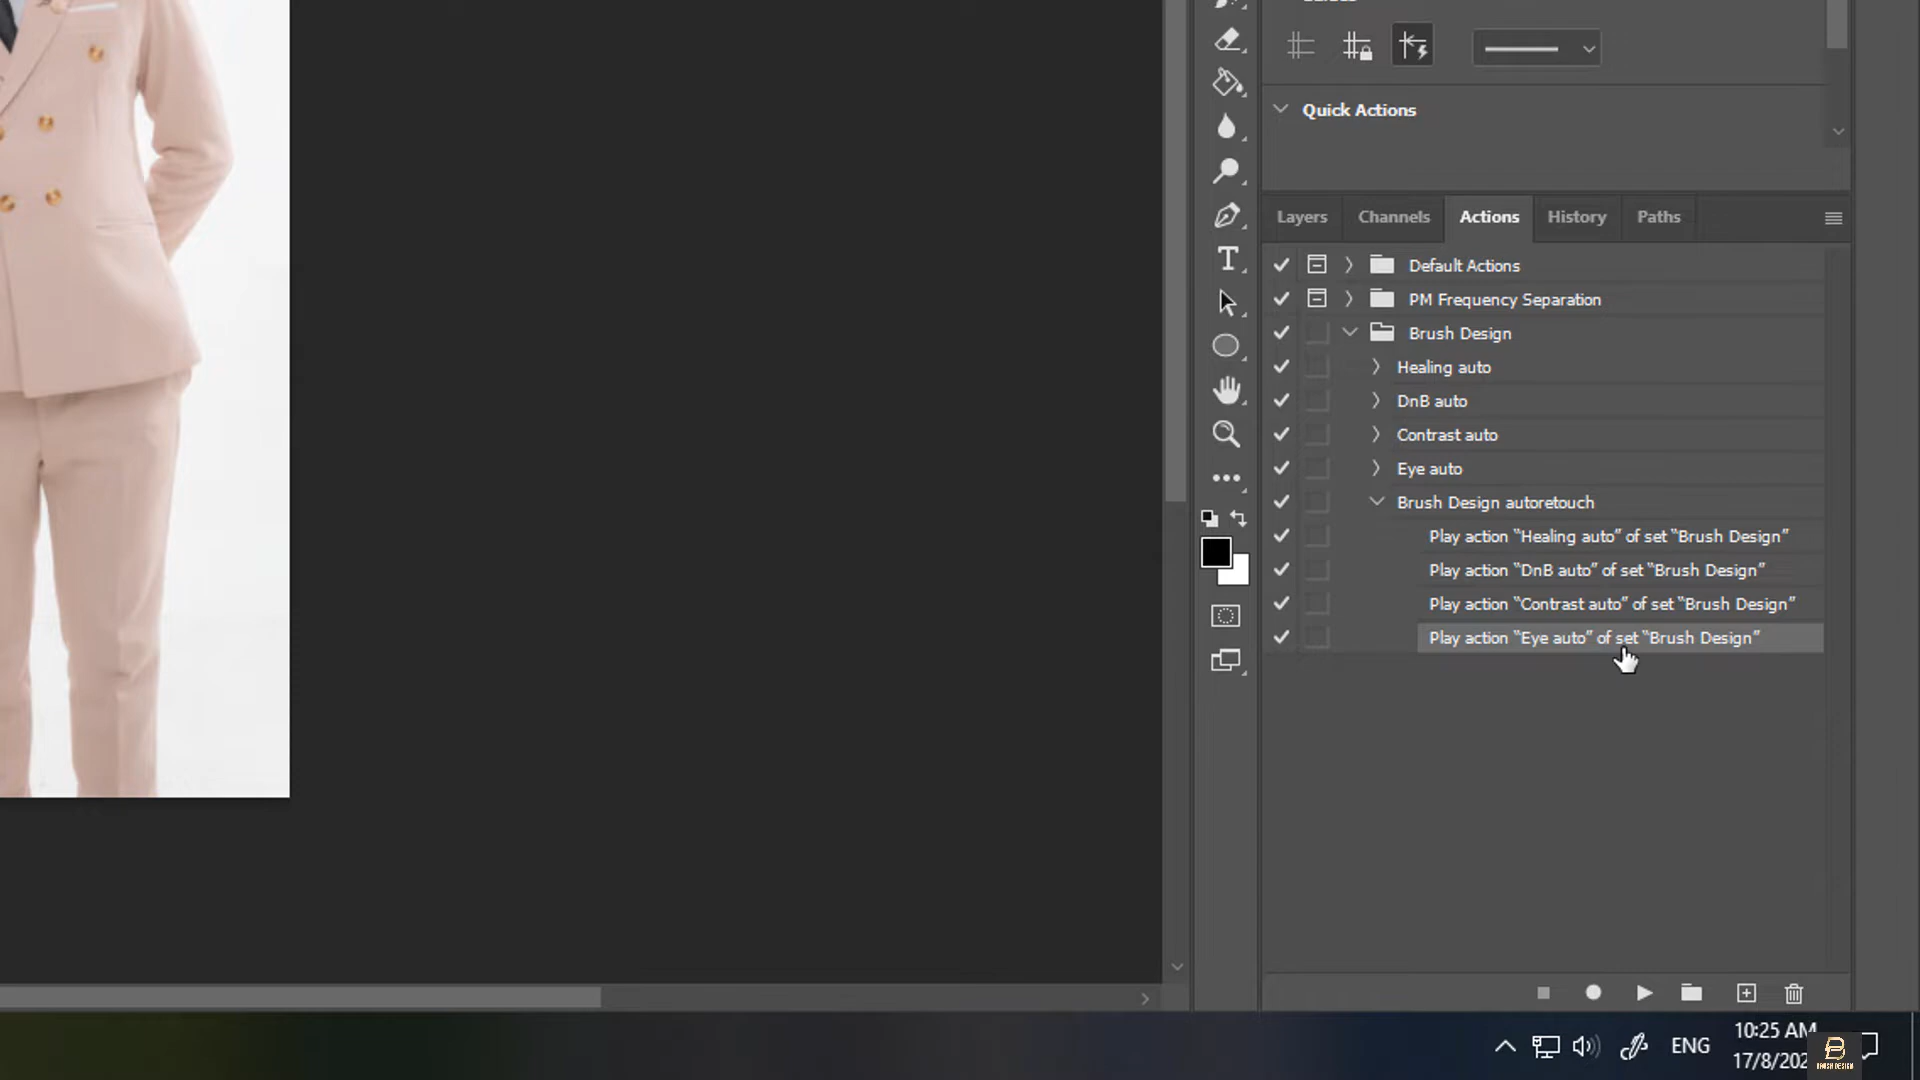 Quick Actions
Layers Channels Actions History Paths
Default Actions
PM Frequency Separation
Brush Design
Healing auto
DnB auto
Contrast auto
Eye auto
Brush Design autoretouch
Play action “Healing auto” of set “Brush Design”
Play action “DnB auto” of set “Brush Design”
Play action “Contrast auto” of set “Brush Design”
Play action “Eye auto” of set “Brush Design”
ENG
10:25 AM
17/8/202
BRUSH DESIGN